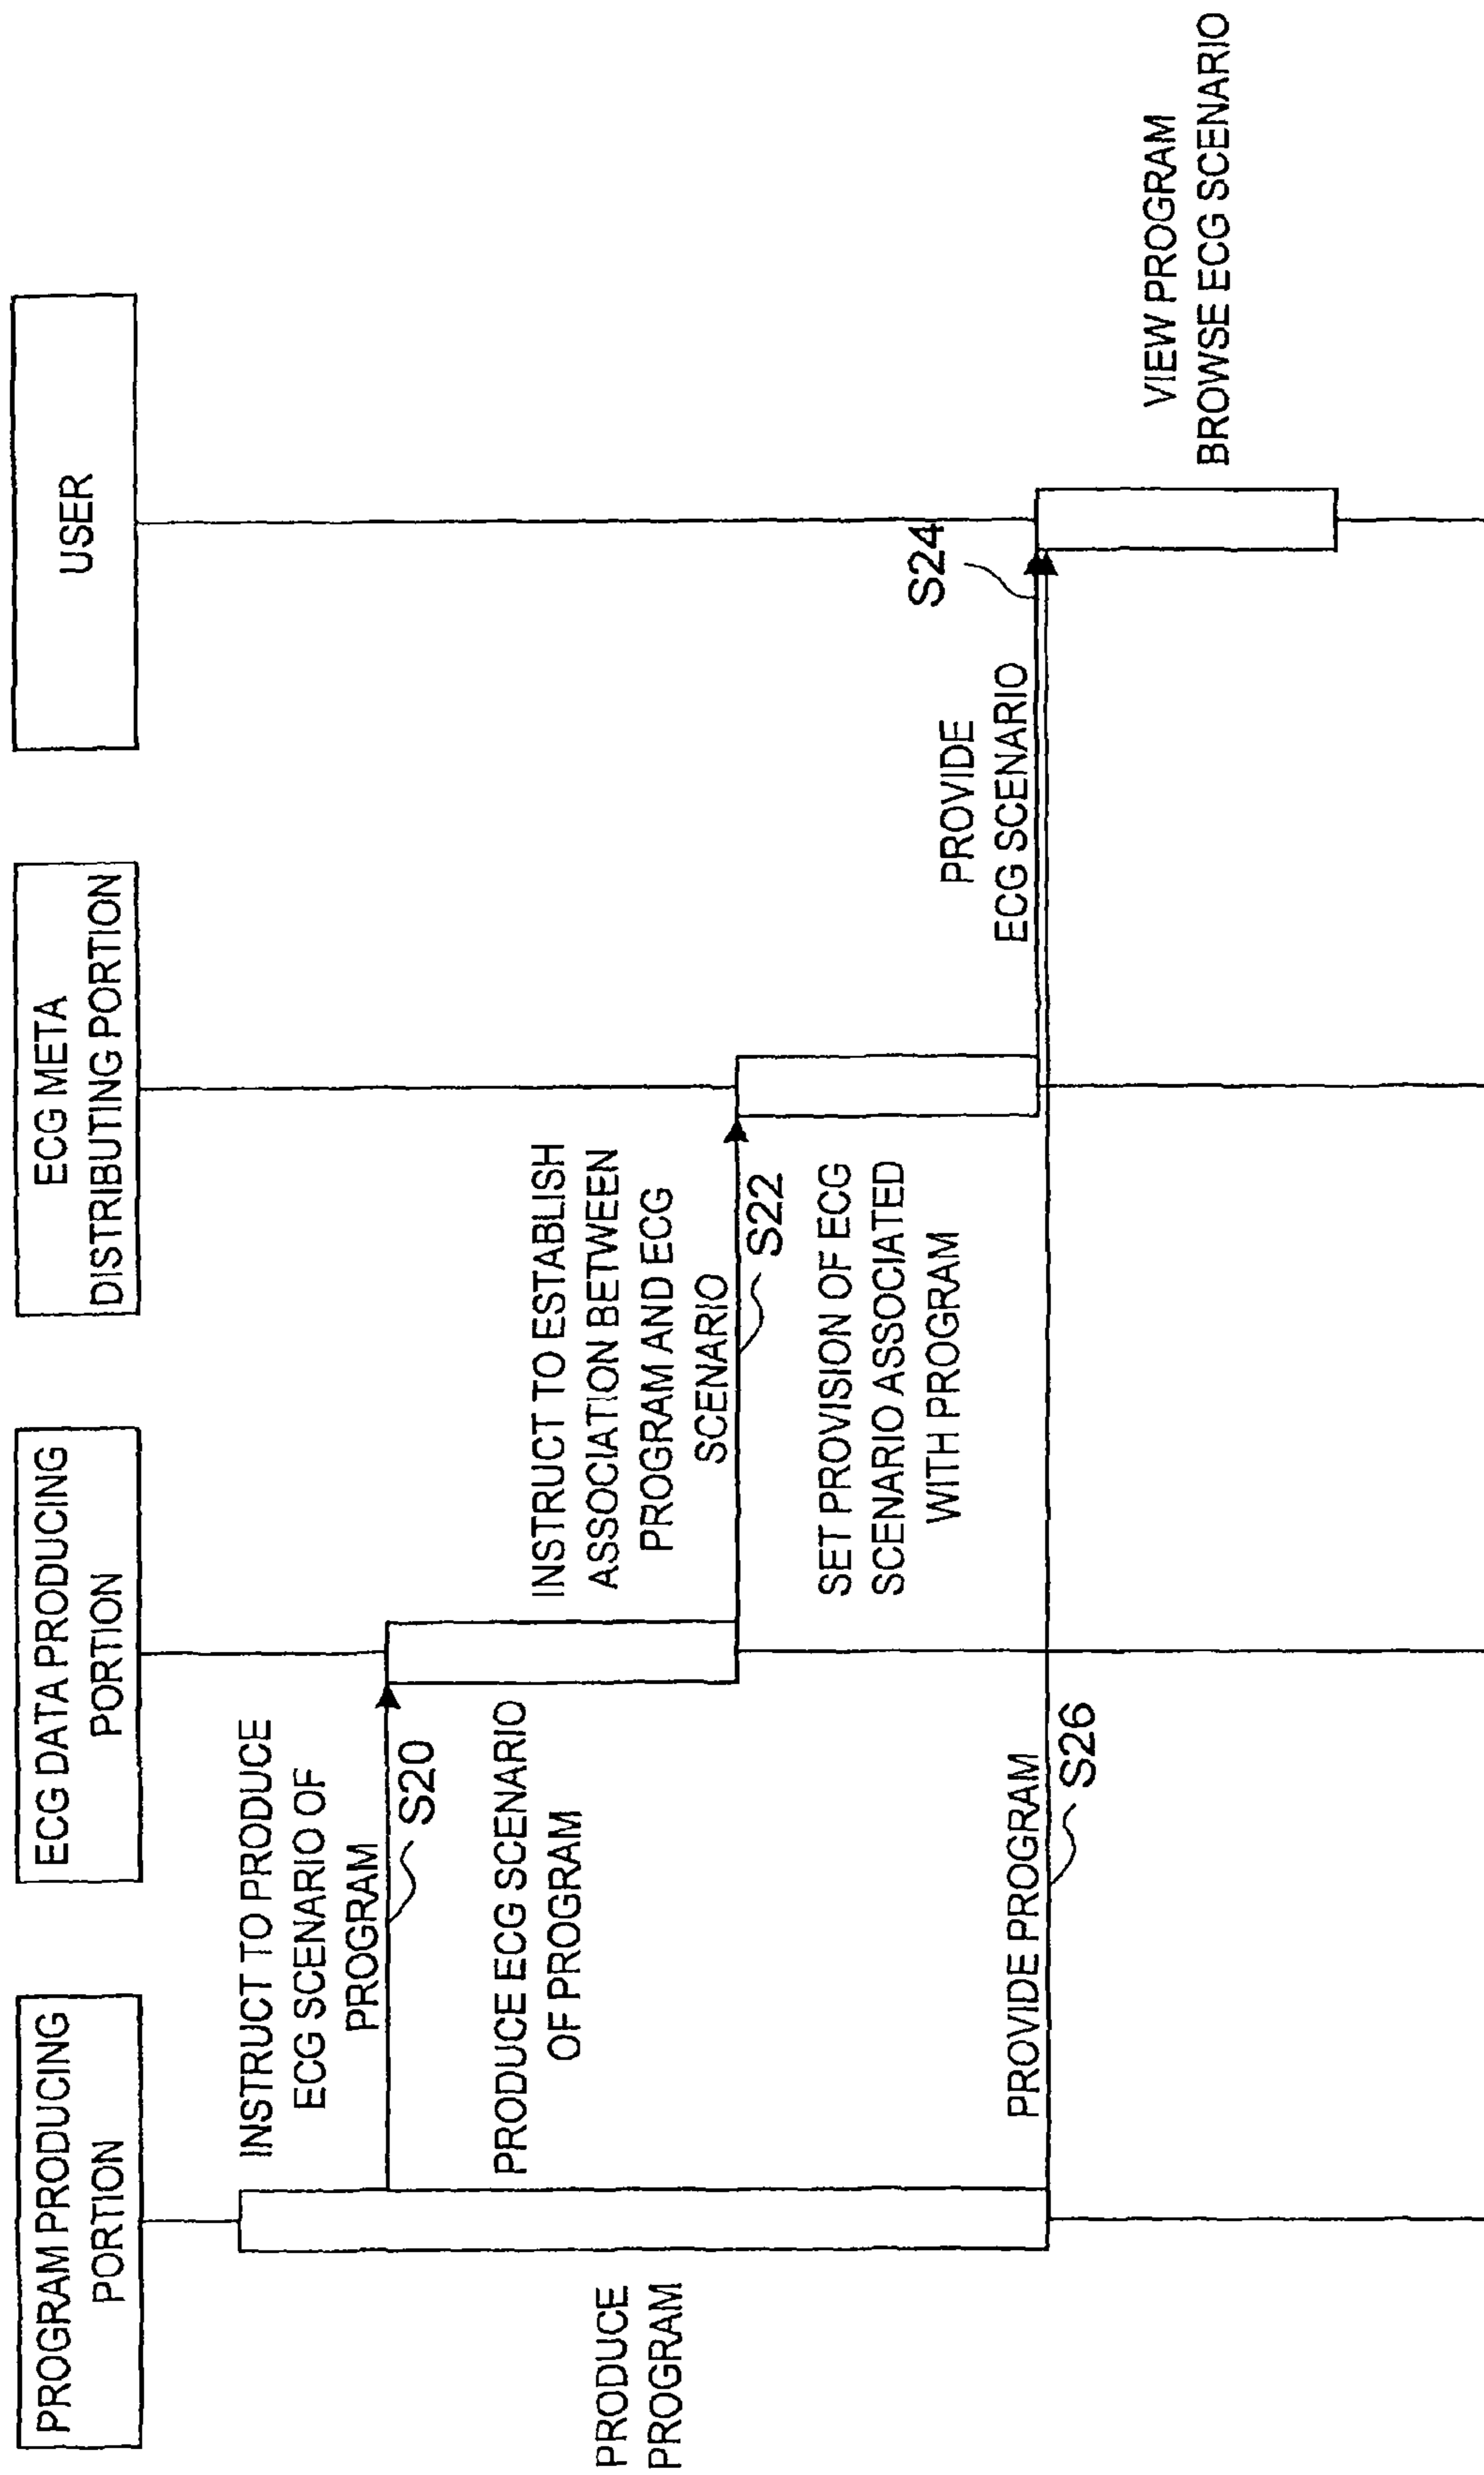 PROGRAM PRODUCING
PORTION
ECG DATA PRODUCING
PORTION
ECG META
DISTRIBUTING PORTION
USER
PRODUCE
PROGRAM
INSTRUCT TO PRODUCE
ECG SCENARIO OF
PROGRAM
S20
PRODUCE ECG SCENARIO
OF PROGRAM
INSTRUCT TO ESTABLISH
ASSOCIATION BETWEEN
PROGRAM AND ECG
SCENARIO
S22
SET PROVISION OF ECG
SCENARIO ASSOCIATED
WITH PROGRAM
PROVIDE
ECG SCENARIO
S24
PROVIDE PROGRAM
S26
VIEW PROGRAM
BROWSE ECG SCENARIO